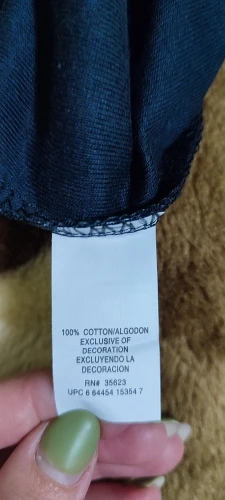 100% COTTON/ALGODON
EXCLUSIVE OF
DECORATION
EXCLUYENDO LA
DECORACION
RN# 35623
UPC 6 64454 15354 7